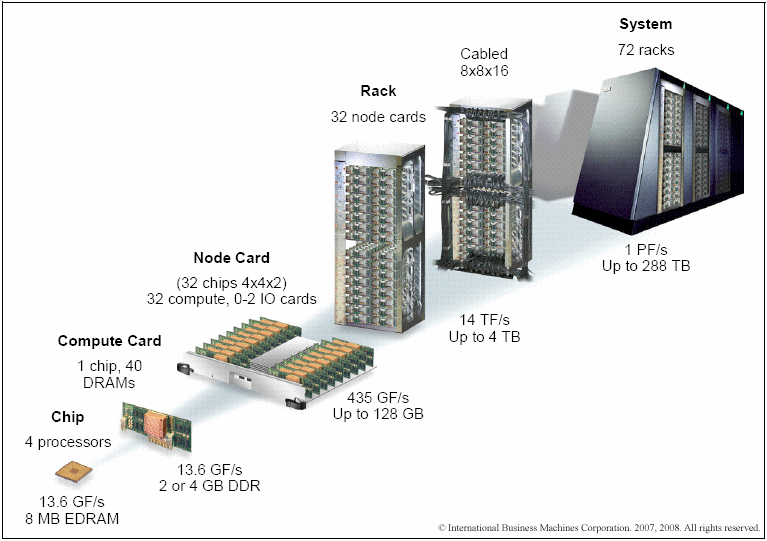 System
72 racks
Cabled
8x8x16
Rack
32 node cards
1 PF/s
Up to 288 TB
Node Card
(32 chips 4x4x2)
32 compute, 0-2 IO cards
14 TF/s
Up to 4 TB
Compute Card
1 chip, 40
DRAMs
435 GF/s
Up to 128 GB
Chip
4 processors
13.6 GF/s
2 or 4 GB DDR
13.6 GF/s
8 MB EDRAM
© International Business Machines Corporation. 2007, 2008. All rights reserved.